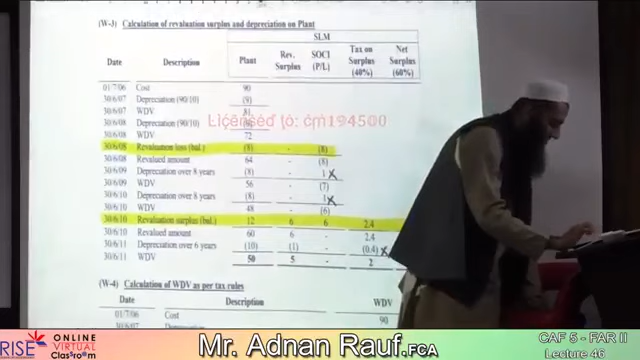 (W-3) Calculation of revaluation surplus and depreciation on Plant
SLM
Date Description Plant Rev. Surplus SOCI (P/L) Tax on Surplus (40%) Net Surplus (60%)
01/7/06 Cost 90
30/6/07 Depreciation (90/10) (9)
30/6/07 WDV 81
30/6/08 Depreciation (90/10)
30/6/08 WDV 72
30/6/08 Revaluation loss (bal.) (8) - (8)
30/6/08 Revalued amount 64 - (8)
30/6/09 Depreciation over 8 years (8) - 1
30/6/09 WDV 56 (7)
30/6/10 Depreciation over 8 years (8) - 1
30/6/10 WDV 48 - (6)
30/6/10 Revaluation surplus (bal.) 12 6 6 2.4
30/6/10 Revalued amount 60 6 - 2.4
30/6/11 Depreciation over 6 years (10) (1) - (0.4)
30/6/11 WDV 50 5 - 2
Licensed to: cm194500
(W-4) Calculation of WDV as per tax rules
Date Description WDV
01/7/06 Cost 90
RISE ONLINE VIRTUAL Classroom
Mr. Adnan Rauf.FCA
CAF 5 - FAR II
Lecture 46